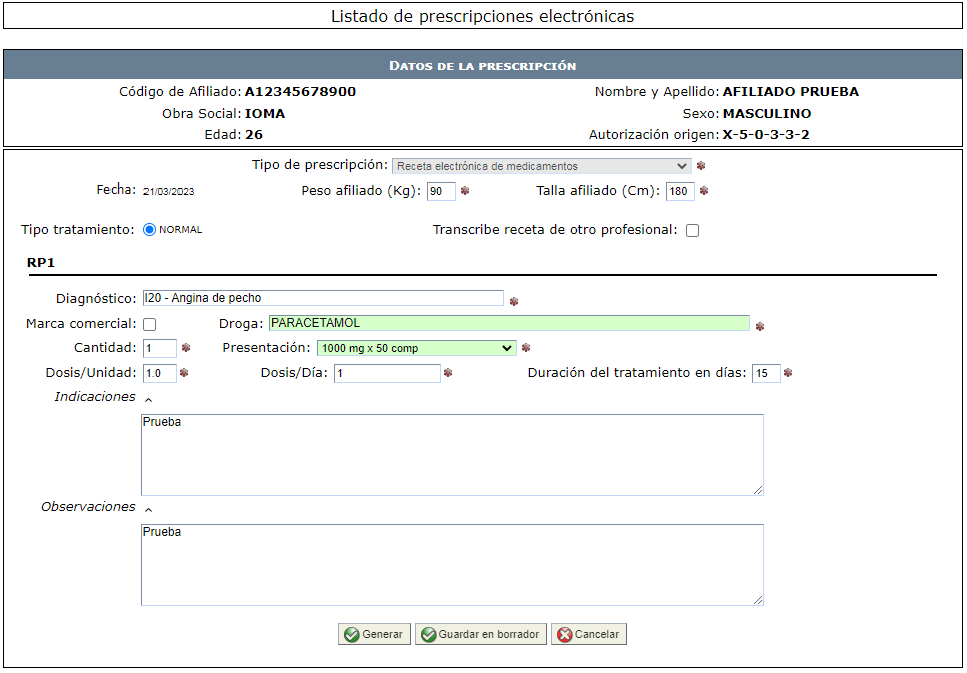 Listado de prescripciones electrónicas
DATOS DE LA PRESCRIPCIÓN
Código de Afiliado: A12345678900 Nombre y Apellido: AFILIADO PRUEBA
Obra Social: IOMA Sexo: MASCULINO
Edad: 26 Autorización origen: X-5-0-3-3-2
Tipo de prescripción: Receta electrónica de medicamentos
Fecha: 21/03/2023 Peso afiliado (Kg): 90 Talla afiliado (Cm): 180
Tipo tratamiento: NORMAL Transcribe receta de otro profesional:
RP1
Diagnóstico: I20 - Angina de pecho
Marca comercial: Droga: PARACETAMOL
Cantidad: 1 Presentación: 1000 mg x 50 comp
Dosis/Unidad: 1.0 Dosis/Día: 1 Duración del tratamiento en días: 15
Indicaciones
Prueba
Observaciones
Prueba
Generar Guardar en borrador Cancelar